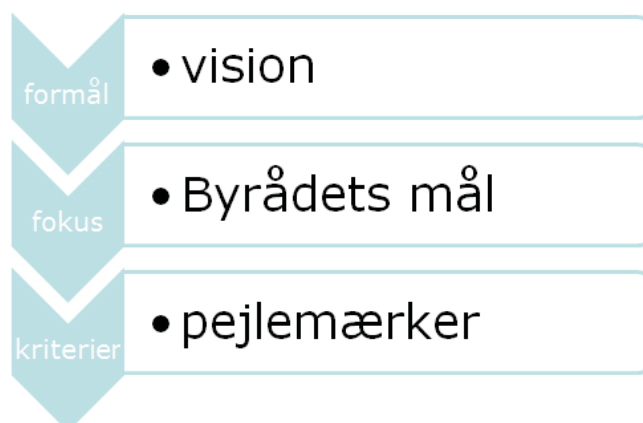 formål
• vision
fokus
• Byrådets mål
kriterier
• pejlemærker